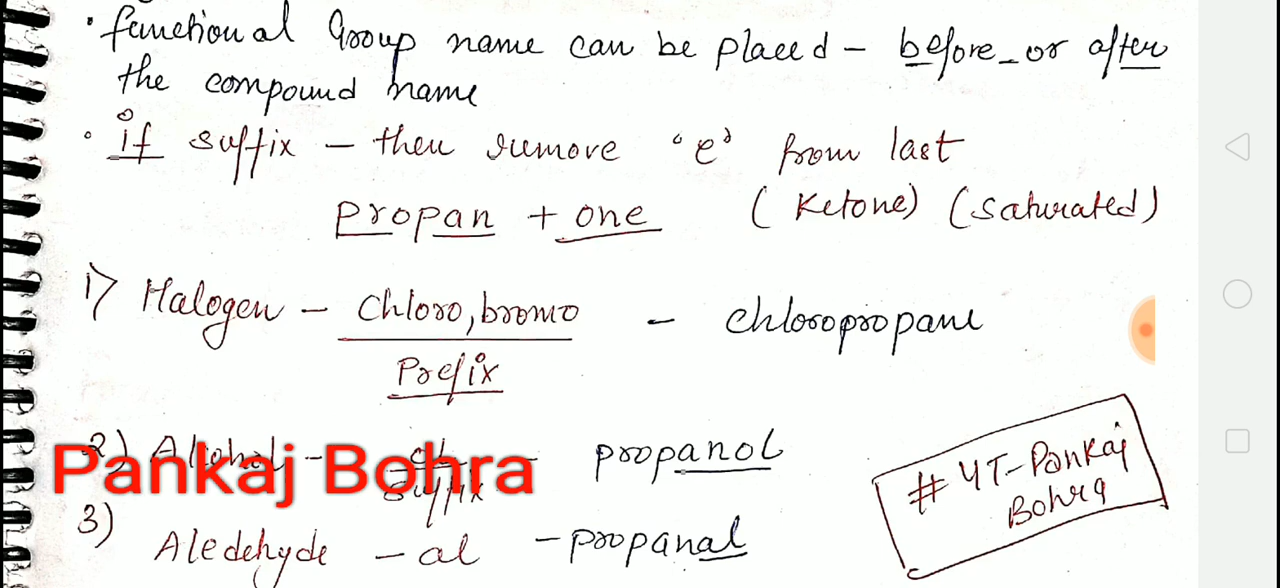 · functional Group name can be placed - before or after
the compound name
· if suffix - then remove 'e' from last
propan + one (Ketone) (saturated)
1) Halogen - Chloro, bromo - chloropropane
Prefix
2) Alcohol - ol - propanol
suffix
Pankaj Bohra
3) Aledehyde - al - propanal
# YT-Pankaj
Bohra